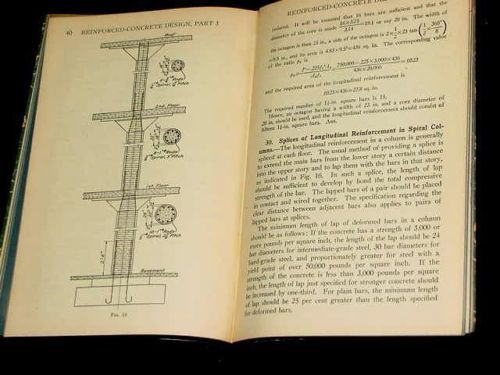 40 REINFORCED-CONCRETE DESIGN, PART 3
Basement
FIG. 16
REINFORCED-CONCRETE
required. It will be assumed that 16 bars are sufficient and that the
diameter of the core is made
or say 20 in. The width of
the octagon is then 23 in., a side of the octagon is
and its area is
The corresponding value
of the ratio
and the required area of the longitudinal reinforcement is
The required number of 1¼-in. square bars is
Hence, an octagon having a width of 23 in. and a core diameter of
20 in. should be used, and the longitudinal reinforcement should consist of
square bars. Ans.
30. Splices of Longitudinal Reinforcement in Spiral Col-
umns.—The longitudinal reinforcement in a column is generally
spliced at each floor. The usual method of providing a splice is
to extend the main bars from the lower story a certain distance
into the upper story and to lap them with the bars in that story,
as indicated in Fig. 16. In such a splice, the length of lap
should be sufficient to develop by bond the total compressive
strength of the bar. The lapped bars of a pair should be placed
in contact and wired together. The specification regarding the
clear distance between adjacent bars also applies to pairs of
lapped bars at splices.
The minimum length of lap of deformed bars in a column
should be as follows: If the concrete has a strength of 3,000 or
more pounds per square inch, the length of the lap should be 24
bar diameters for intermediate-grade steel, 30 bar diameters for
hard-grade steel, and proportionately greater for steel with a
yield point of over 50,000 pounds per square inch. If the
strength of the concrete is less than 3,000 pounds per square
inch, the length of lap just specified for stronger concrete should
be increased by one-third. For plain bars, the minimum length
of lap should be 25 per cent greater than the length specified
for deformed bars.